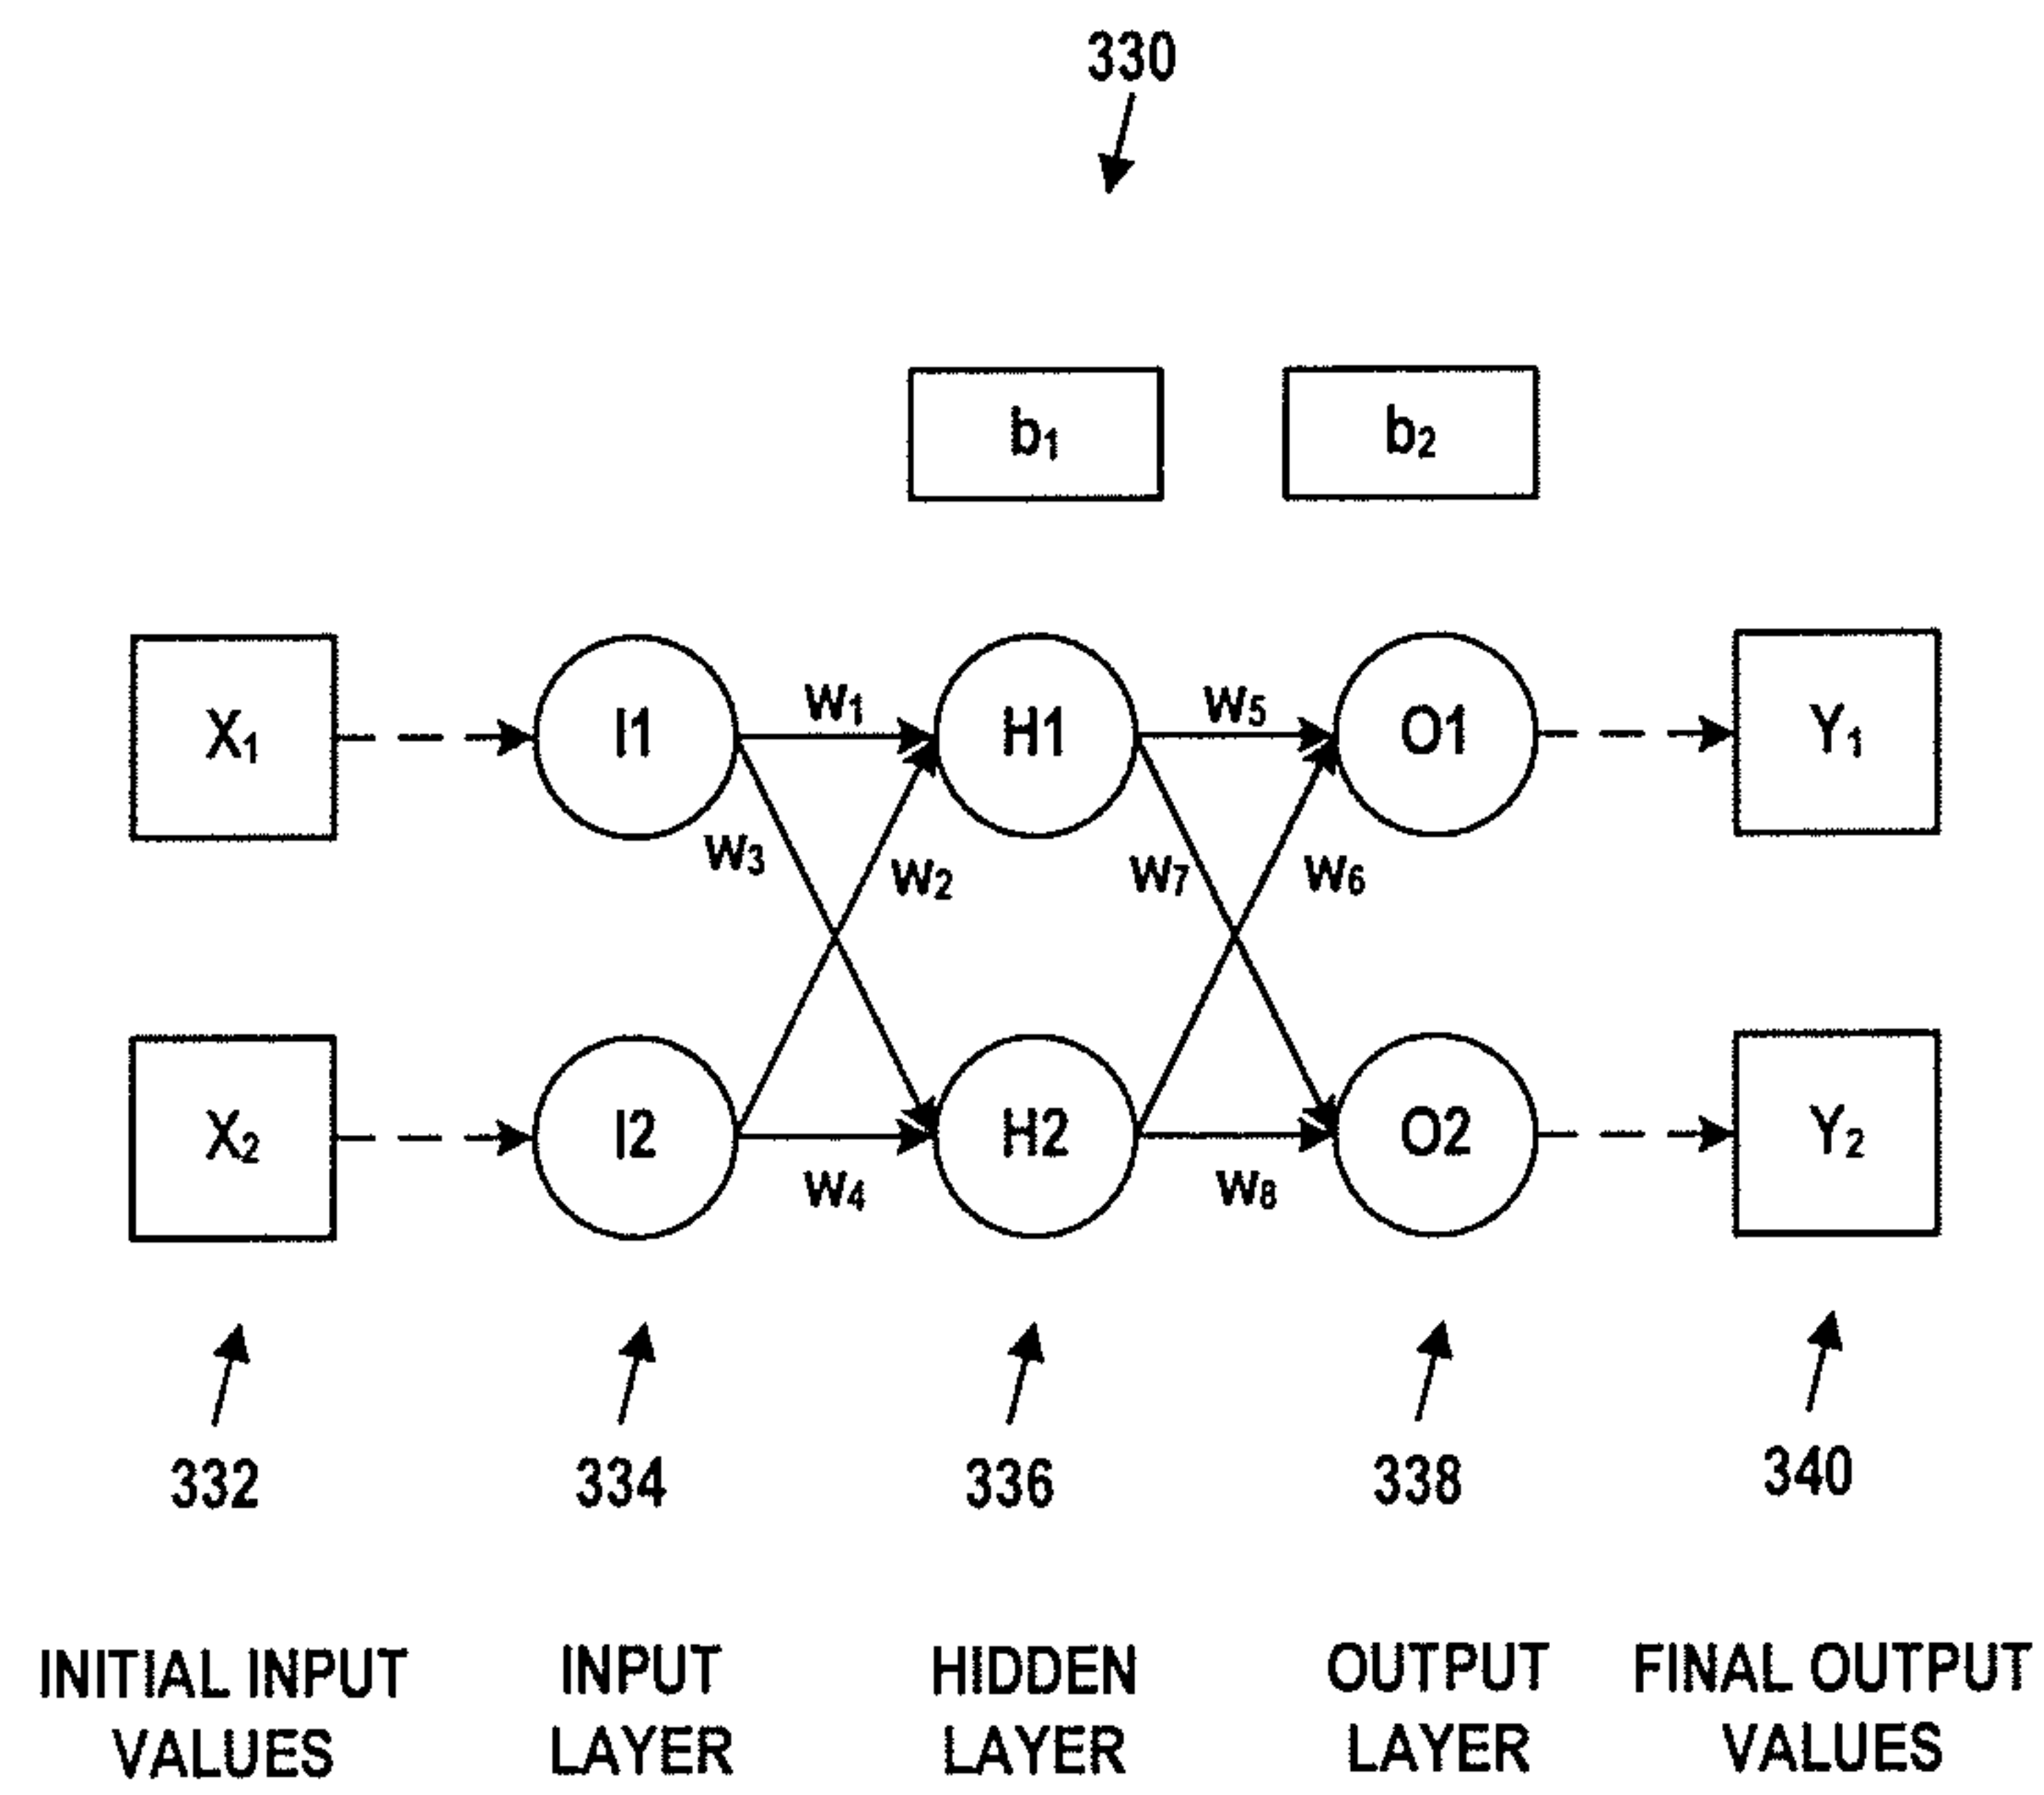 330
b₁ b₂
X₁ I1 W₁ H1 W₅ O1 Y₁
W₃ W₂ W₇ W₆
X₂ I2 W₄ H2 W₈ O2 Y₂
332 334 336 338 340
INITIAL INPUT INPUT HIDDEN OUTPUT FINAL OUTPUT
VALUES LAYER LAYER LAYER VALUES